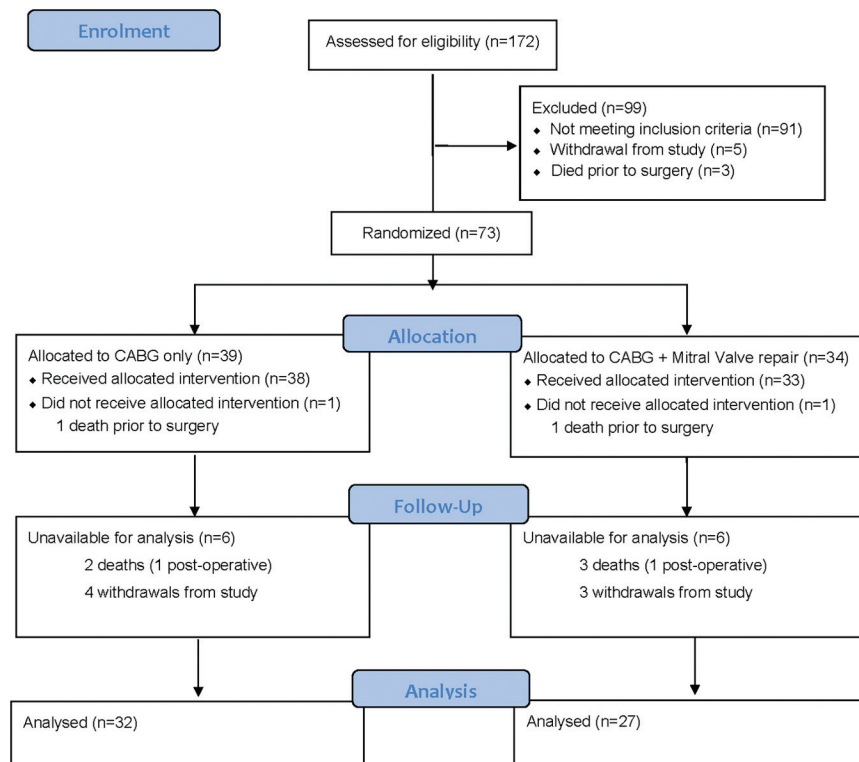 Enrolment
Assessed for eligibility (n=172)
Excluded (n=99)
⬥ Not meeting inclusion criteria (n=91)
⬥ Withdrawal from study (n=5)
⬥ Died prior to surgery (n=3)
Randomized (n=73)
Allocation
Allocated to CABG only (n=39)
⬥ Received allocated intervention (n=38)
⬥ Did not receive allocated intervention (n=1)
1 death prior to surgery
Allocated to CABG + Mitral Valve repair (n=34)
⬥ Received allocated intervention (n=33)
⬥ Did not receive allocated intervention (n=1)
1 death prior to surgery
Follow-Up
Unavailable for analysis (n=6)
2 deaths (1 post-operative)
4 withdrawals from study
Unavailable for analysis (n=6)
3 deaths (1 post-operative)
3 withdrawals from study
Analysis
Analysed (n=32)
Analysed (n=27)